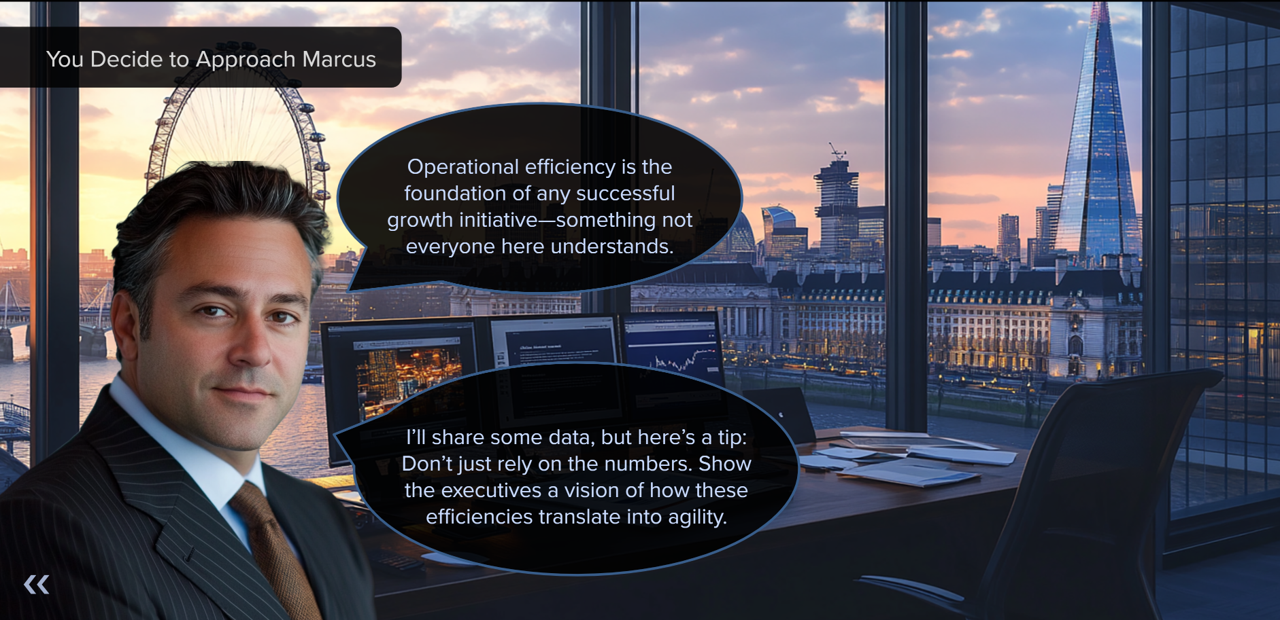 You Decide to Approach Marcus
Operational efficiency is the
foundation of any successful
growth initiative—something not
everyone here understands.
I’ll share some data, but here’s a tip:
Don’t just rely on the numbers. Show
the executives a vision of how these
efficiencies translate into agility.